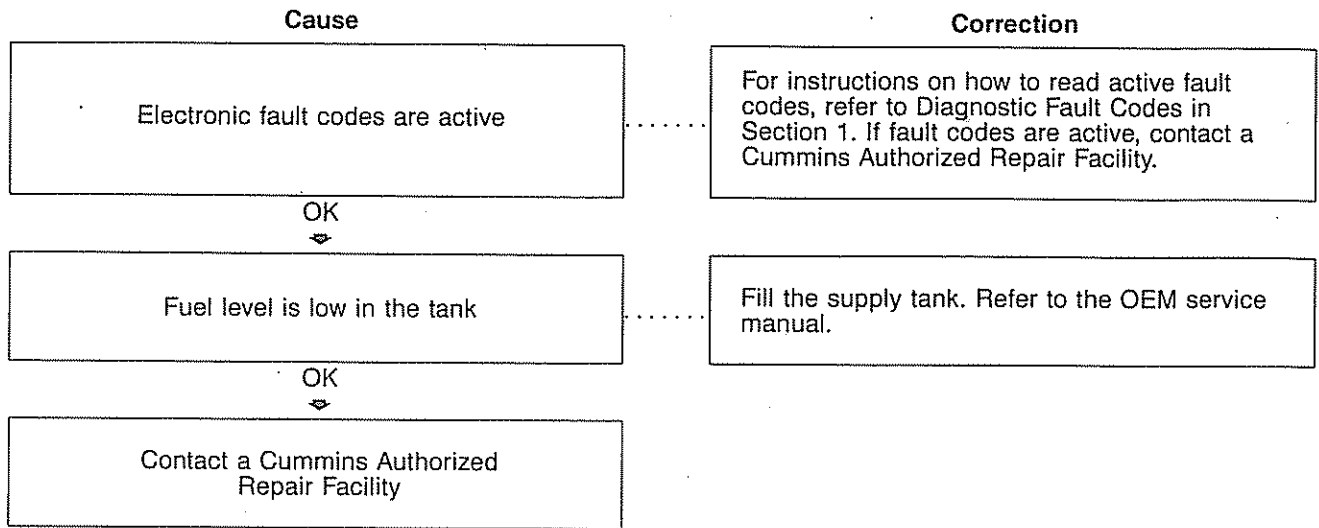 Cause
Correction
Electronic fault codes are active
For instructions on how to read active fault
codes, refer to Diagnostic Fault Codes in
Section 1. If fault codes are active, contact a
Cummins Authorized Repair Facility.
OK
Fuel level is low in the tank
Fill the supply tank. Refer to the OEM service
manual.
OK
Contact a Cummins Authorized
Repair Facility